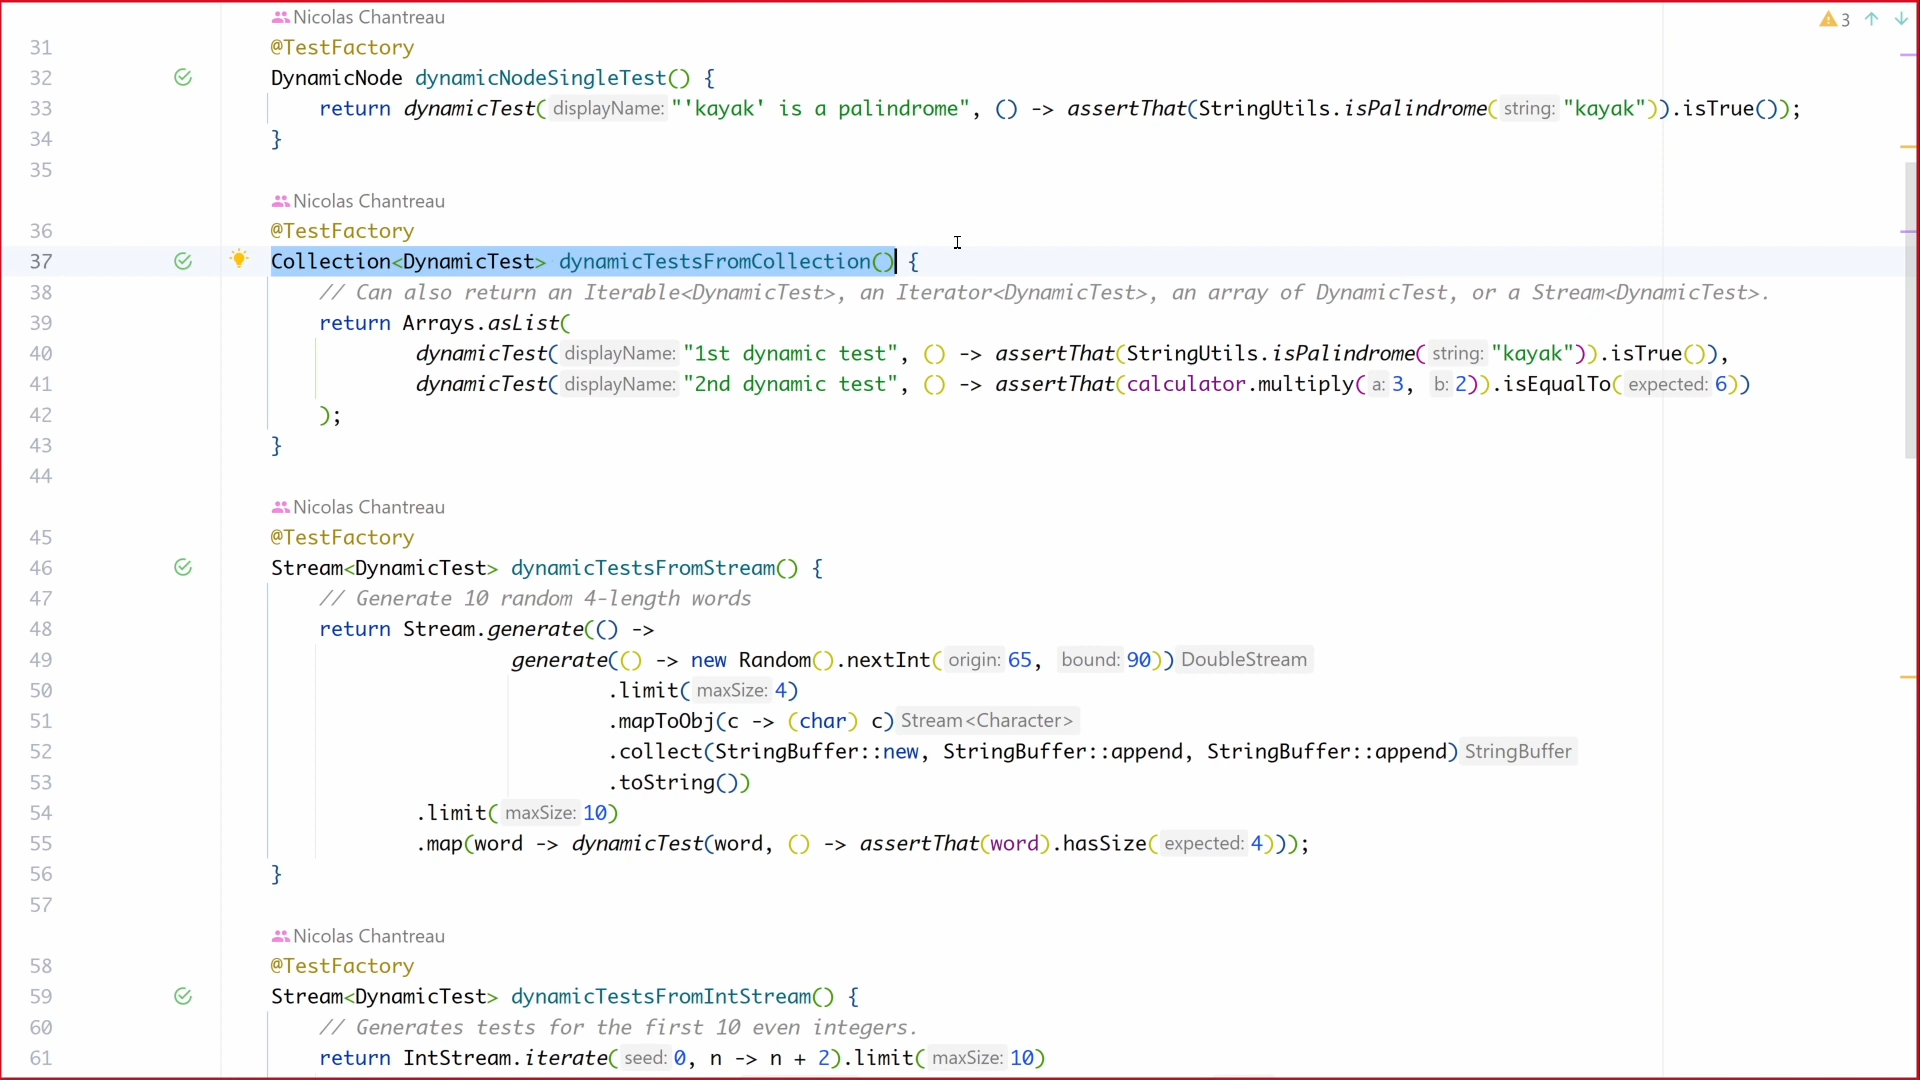 Nicolas Chantreau
3
31 @TestFactory
32 DynamicNode dynamicNodeSingleTest() {
33 return dynamicTest( displayName: "'kayak' is a palindrome", () -> assertThat(StringUtils.isPalindrome( string: "kayak")).isTrue());
34 }
35
Nicolas Chantreau
36 @TestFactory
37 Collection<DynamicTest> dynamicTestsFromCollection() {
38 // Can also return an Iterable<DynamicTest>, an Iterator<DynamicTest>, an array of DynamicTest, or a Stream<DynamicTest>.
39 return Arrays.asList(
40 dynamicTest( displayName: "1st dynamic test", () -> assertThat(StringUtils.isPalindrome( string: "kayak")).isTrue()),
41 dynamicTest( displayName: "2nd dynamic test", () -> assertThat(calculator.multiply( a: 3, b: 2)).isEqualTo( expected: 6))
42 );
43 }
44
Nicolas Chantreau
45 @TestFactory
46 Stream<DynamicTest> dynamicTestsFromStream() {
47 // Generate 10 random 4-length words
48 return Stream.generate(() ->
49 generate(() -> new Random().nextInt( origin: 65, bound: 90)) DoubleStream
50 .limit( maxSize: 4)
51 .mapToObj(c -> (char) c) Stream<Character>
52 .collect(StringBuffer::new, StringBuffer::append, StringBuffer::append) StringBuffer
53 .toString())
54 .limit( maxSize: 10)
55 .map(word -> dynamicTest(word, () -> assertThat(word).hasSize( expected: 4)));
56 }
57
Nicolas Chantreau
58 @TestFactory
59 Stream<DynamicTest> dynamicTestsFromIntStream() {
60 // Generates tests for the first 10 even integers.
61 return IntStream.iterate( seed: 0, n -> n + 2).limit( maxSize: 10)